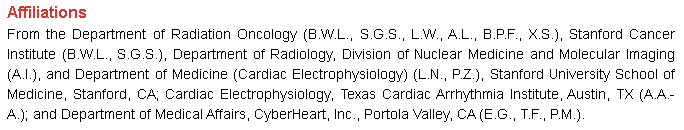 Affiliations
From the Department of Radiation Oncology (B.W.L., S.G.S., L.W., A.L., B.P.F., X.S.), Stanford Cancer
Institute (B.W.L., S.G.S.), Department of Radiology, Division of Nuclear Medicine and Molecular Imaging
(A.I.), and Department of Medicine (Cardiac Electrophysiology) (L.N., P.Z.), Stanford University School of
Medicine, Stanford, CA; Cardiac Electrophysiology, Texas Cardiac Arrhythmia Institute, Austin, TX (A.A.-
A.); and Department of Medical Affairs, CyberHeart, Inc., Portola Valley, CA (E.G., T.F., P.M.).